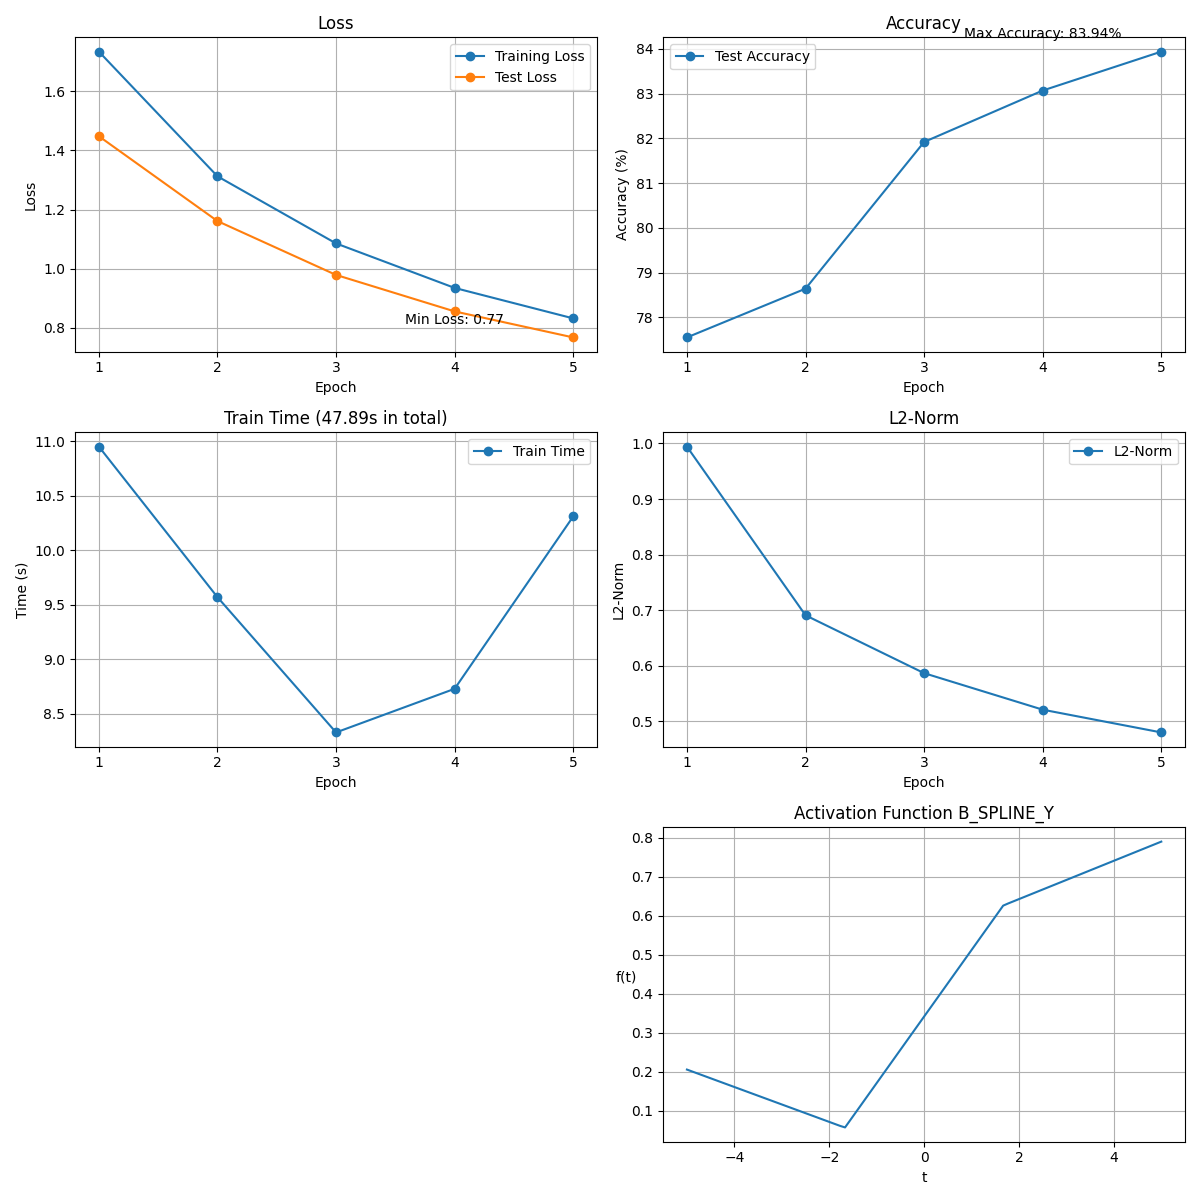 Loss
Training Loss
Test Loss
Min Loss: 0.77
1.6
1.4
1.2
1.0
0.8
Loss
1 2 3 4 5
Epoch
Accuracy
Max Accuracy: 83.94%
Test Accuracy
84
83
82
81
80
79
78
Accuracy (%)
1 2 3 4 5
Epoch
Train Time (47.89s in total)
Train Time
11.0
10.5
10.0
9.5
9.0
8.5
Time (s)
1 2 3 4 5
Epoch
L2-Norm
L2-Norm
1.0
0.9
0.8
0.7
0.6
0.5
L2-Norm
1 2 3 4 5
Epoch
Activation Function B_SPLINE_Y
0.8
0.7
0.6
0.5
0.4
0.3
0.2
0.1
f(t)
−4 −2 0 2 4
t